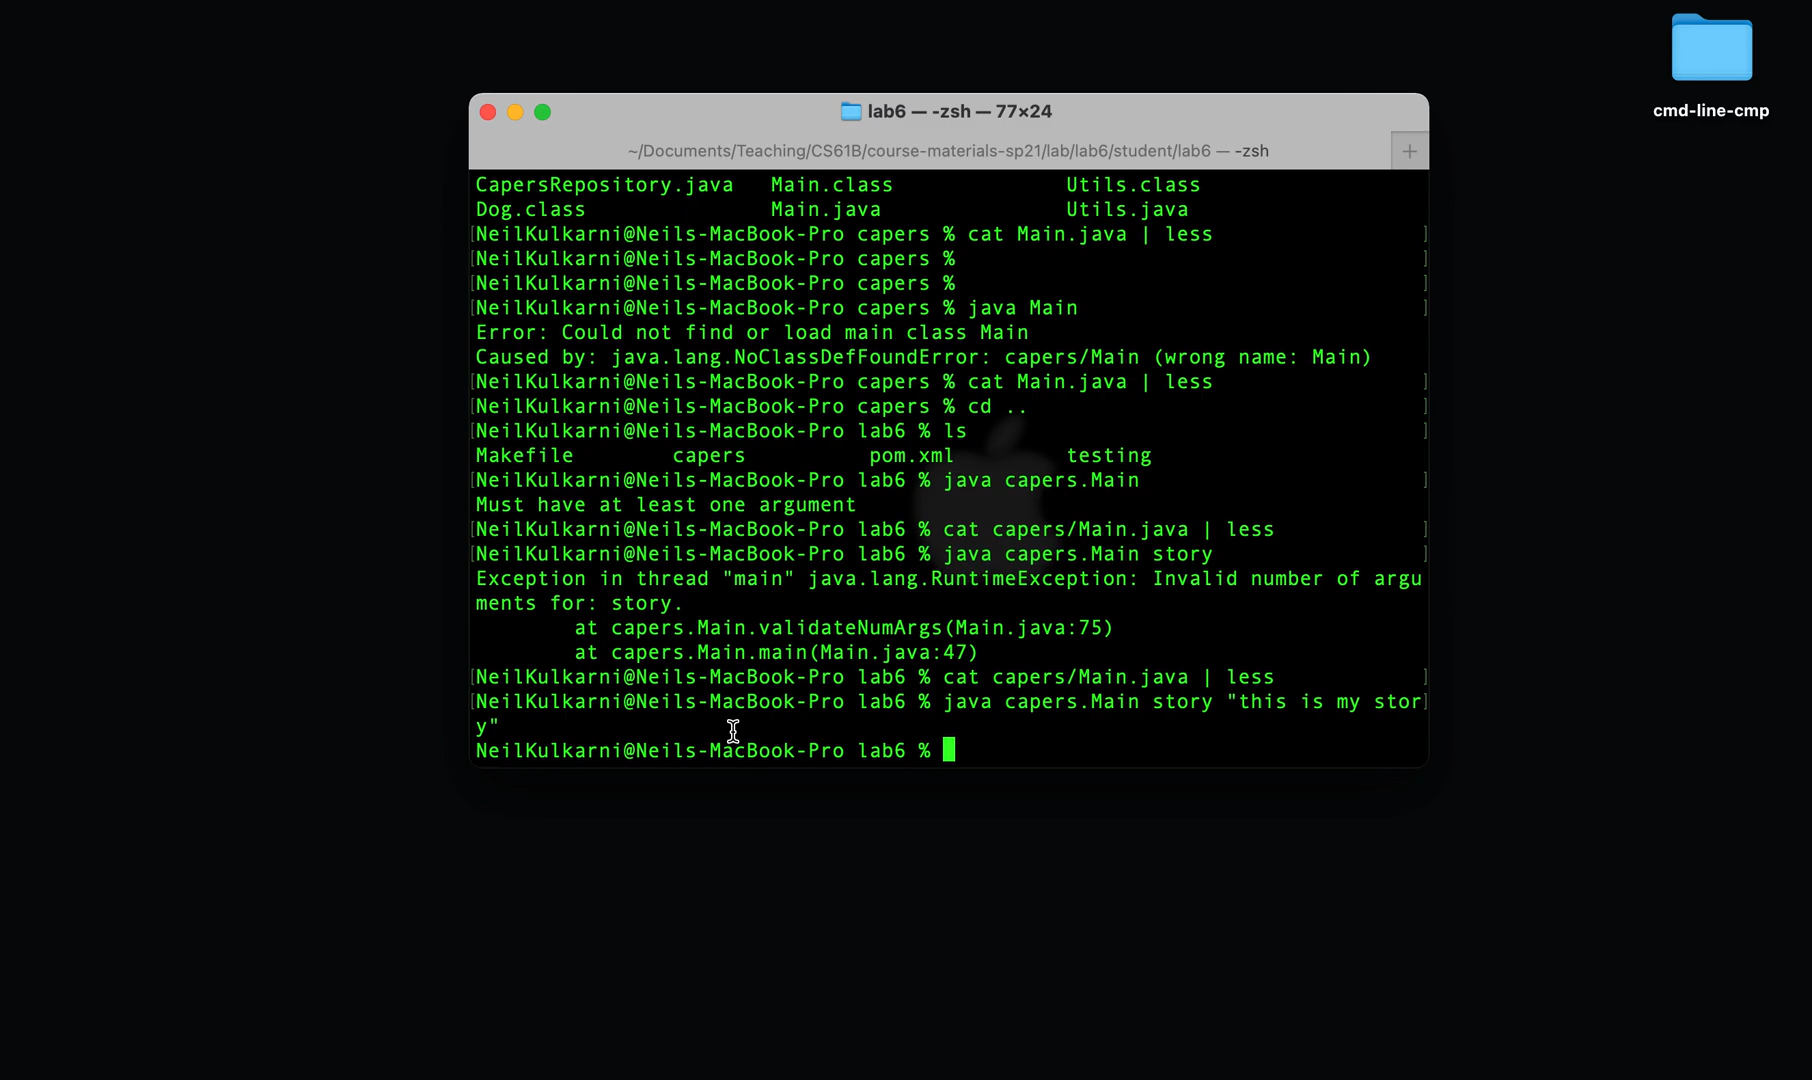 cmd-line-cmp
lab6 — -zsh — 77×24
~/Documents/Teaching/CS61B/course-materials-sp21/lab/lab6/student/lab6 — -zsh
CapersRepository.java Main.class Utils.class
Dog.class Main.java Utils.java
[NeilKulkarni@Neils-MacBook-Pro capers % cat Main.java | less ]
[NeilKulkarni@Neils-MacBook-Pro capers % ]
[NeilKulkarni@Neils-MacBook-Pro capers % ]
[NeilKulkarni@Neils-MacBook-Pro capers % java Main ]
Error: Could not find or load main class Main
Caused by: java.lang.NoClassDefFoundError: capers/Main (wrong name: Main)
[NeilKulkarni@Neils-MacBook-Pro capers % cat Main.java | less ]
[NeilKulkarni@Neils-MacBook-Pro capers % cd .. ]
[NeilKulkarni@Neils-MacBook-Pro lab6 % ls ]
Makefile capers pom.xml testing
[NeilKulkarni@Neils-MacBook-Pro lab6 % java capers.Main ]
Must have at least one argument
[NeilKulkarni@Neils-MacBook-Pro lab6 % cat capers/Main.java | less ]
[NeilKulkarni@Neils-MacBook-Pro lab6 % java capers.Main story ]
Exception in thread "main" java.lang.RuntimeException: Invalid number of argu
ments for: story.
at capers.Main.validateNumArgs(Main.java:75)
at capers.Main.main(Main.java:47)
[NeilKulkarni@Neils-MacBook-Pro lab6 % cat capers/Main.java | less ]
[NeilKulkarni@Neils-MacBook-Pro lab6 % java capers.Main story "this is my stor]
y"
NeilKulkarni@Neils-MacBook-Pro lab6 %